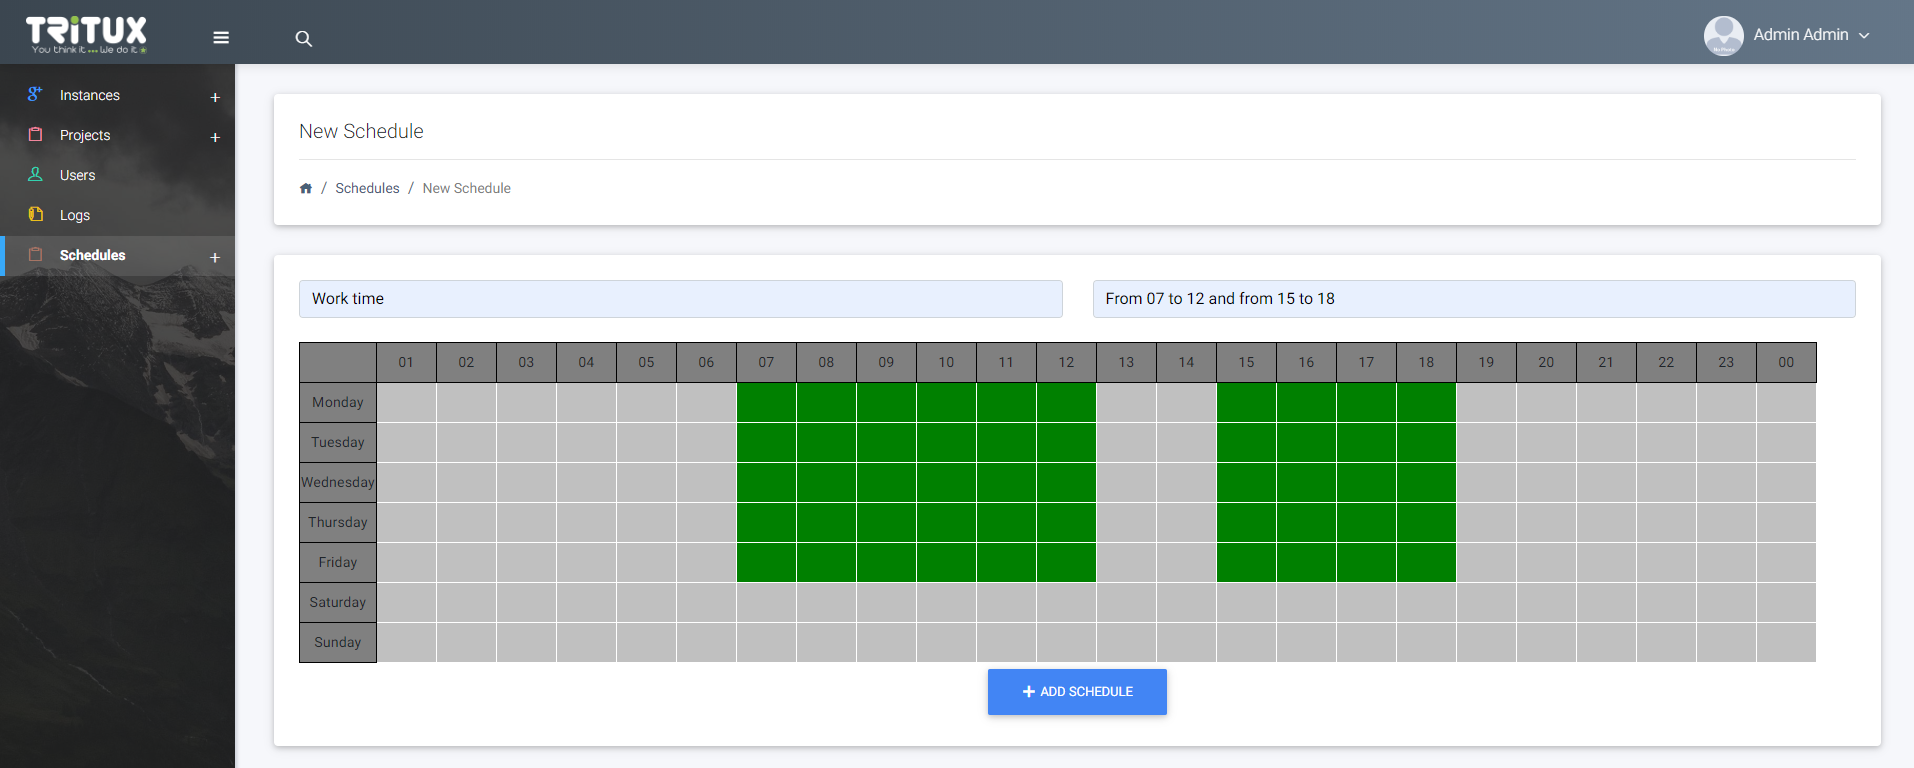 TRITUX
You think it ... We do it
Admin Admin
Instances +
Projects +
Users
Logs
Schedules +
New Schedule
/ Schedules / New Schedule
Work time
From 07 to 12 and from 15 to 18
01 02 03 04 05 06 07 08 09 10 11 12 13 14 15 16 17 18 19 20 21 22 23 00
Monday
Tuesday
Wednesday
Thursday
Friday
Saturday
Sunday
+ ADD SCHEDULE